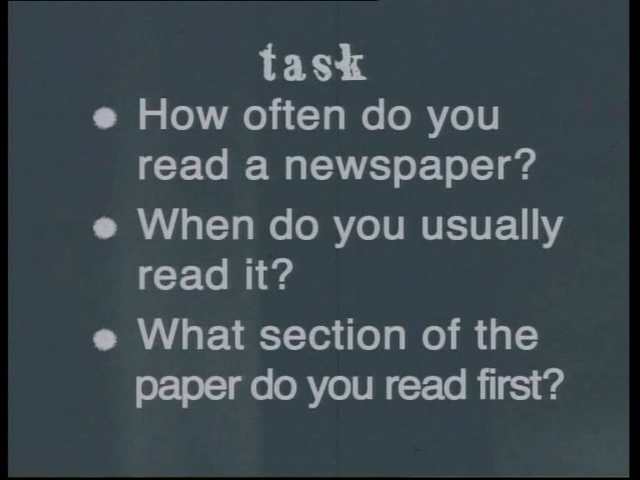 task
How often do you
read a newspaper?
When do you usually
read it?
What section of the
paper do you read first?